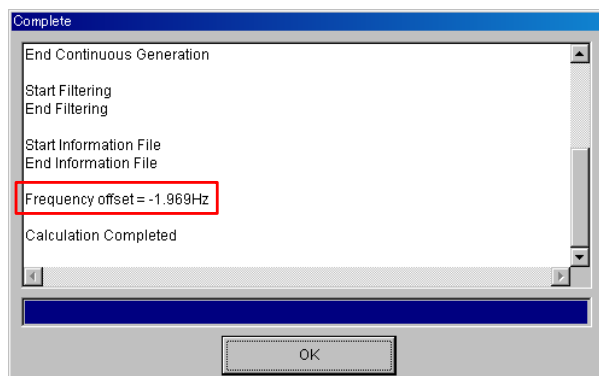 Complete
End Continuous Generation
Start Filtering
End Filtering
Start Information File
End Information File
Frequency offset = -1.969Hz
Calculation Completed
OK